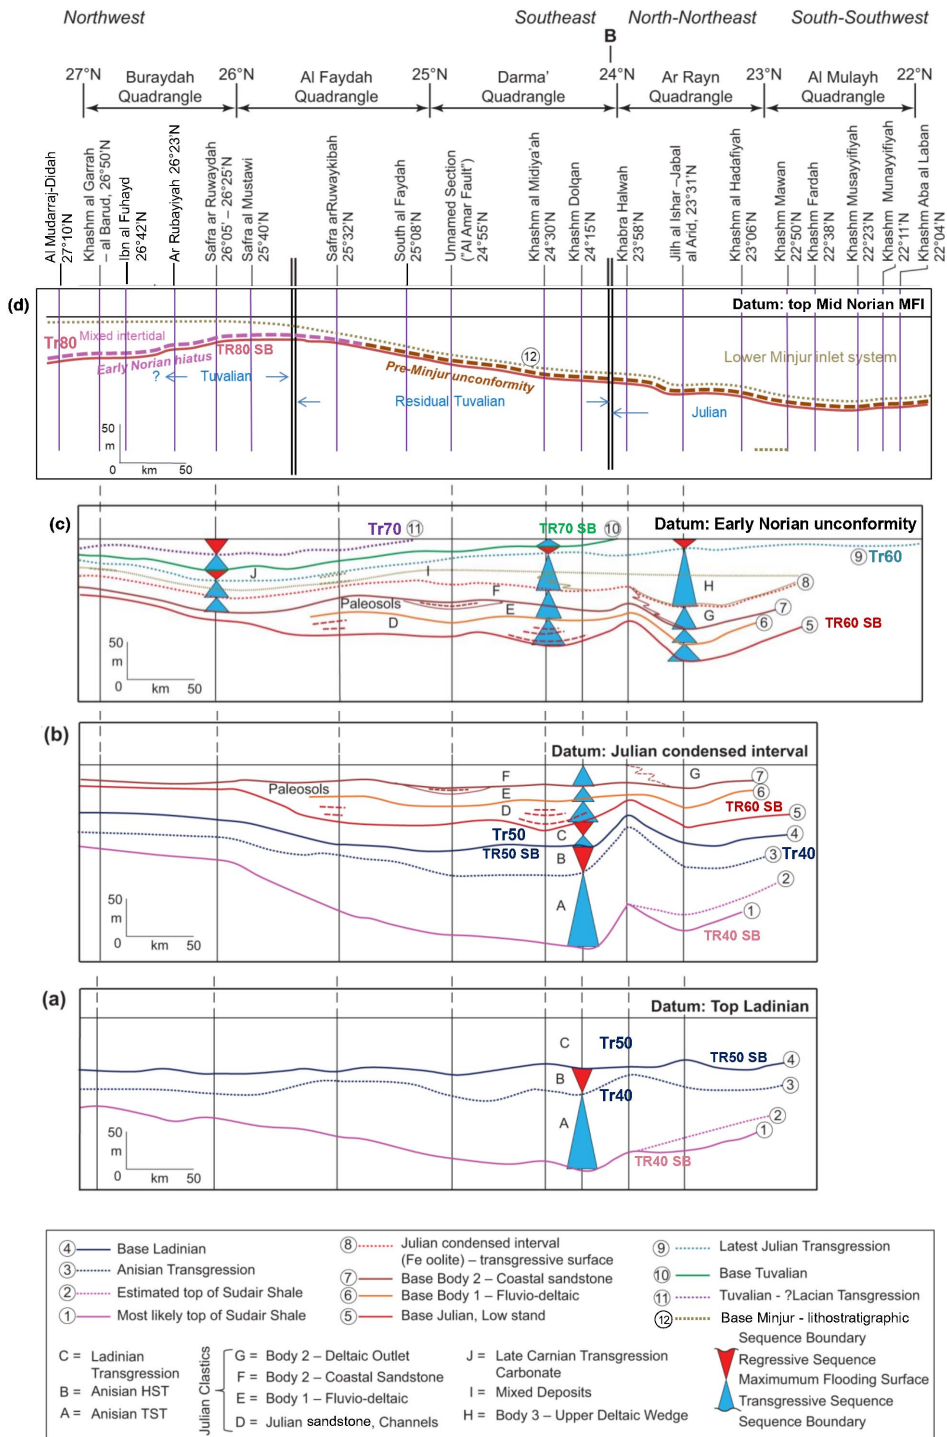 Northwest
Southeast
North-Northeast
South-Southwest
B
27°N
Buraydah
Quadrangle
26°N
Al Faydah
Quadrangle
25°N
Darma'
Quadrangle
24°N
Ar Rayn
Quadrangle
23°N
Al Mulayh
Quadrangle
22°N
Al Mudarraj-Didah
27°10'N
Khashm al Garrah
– al Barud, 26°50'N
Ibn al Fuhayd
26°42'N
Ar Rubayiyah 26°23'N
Safra ar Ruwaydah
26°05' – 26°25'N
Safra al Mustawi
25°40'N
Safra arRuwaykibah
25°32'N
South al Faydah
25°08'N
Unnamed Section
("Al Amar Fault")
24°55'N
Khashm al Midiya'ah
24°30'N
Khashm Dolqan
24°15'N
Khabra Halwah
23°58'N
Jilh al Ishar –Jabal
al Arid, 23°31'N
Khashm al Hadafiyah
23°06'N
Khashm Mawan
22°50'N
Khashm Fardah
22°38'N
Khashm Musayyifiyah
22°23'N
Khashm Munayyifiyah
22°11'N
Khashm Aba al Laban
22°04'N
(d)
Datum: top Mid Norian MFI
Tr80
Mixed intertidal
TR80 SB
Early Norian hiatus
?
Tuvalian
12
Pre-Minjur unconformity
Lower Minjur inlet system
Residual Tuvalian
Julian
50
m
0
km
50
(c)
Tr70
11
TR70 SB
10
Datum: Early Norian unconformity
9
Tr60
J
I
H
8
F
Paleosols
E
G
7
D
6
5
TR60 SB
50
m
0
km
50
(b)
Datum: Julian condensed interval
F
G
7
Paleosols
E
6
TR60 SB
D
5
Tr50
C
4
TR50 SB
B
3
Tr40
2
A
1
TR40 SB
50
m
0
km
50
(a)
Datum: Top Ladinian
C
Tr50
TR50 SB
4
B
3
Tr40
A
2
1
TR40 SB
50
m
0
km
50
4
Base Ladinian
3
Anisian Transgression
2
Estimated top of Sudair Shale
1
Most likely top of Sudair Shale
8
Julian condensed interval
(Fe oolite) – transgressive surface
7
Base Body 2 – Coastal sandstone
6
Base Body 1 – Fluvio-deltaic
5
Base Julian, Low stand
9
Latest Julian Transgression
10
Base Tuvalian
11
Tuvalian - ?Lacian Tansgression
12
Base Minjur - lithostratigraphic
C = Ladinian
Transgression
B = Anisian HST
A = Anisian TST
Julian Clastics
G = Body 2 – Deltaic Outlet
F = Body 2 – Coastal Sandstone
E = Body 1 – Fluvio-deltaic
D = Julian sandstone, Channels
J = Late Carnian Transgression
Carbonate
I = Mixed Deposits
H = Body 3 – Upper Deltaic Wedge
Sequence Boundary
Regressive Sequence
Maximumum Flooding Surface
Transgressive Sequence
Sequence Boundary